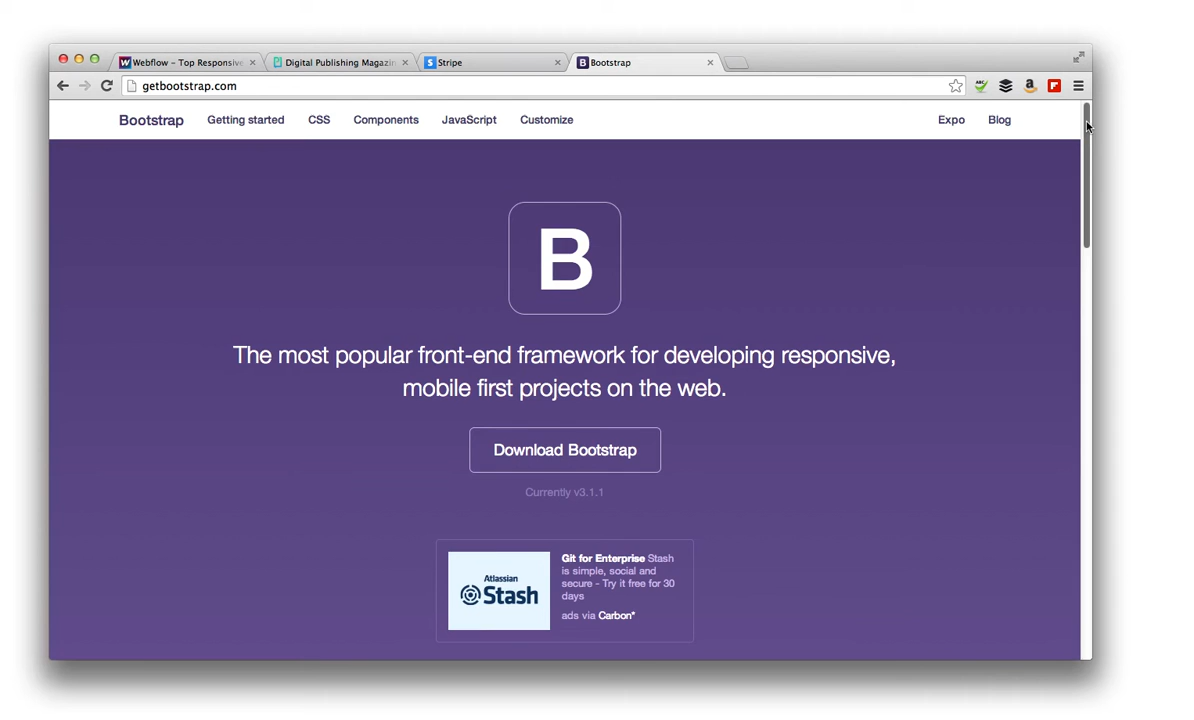 Webflow - Top Responsive
Digital Publishing Magazin
Stripe
B Bootstrap
getbootstrap.com
ABC
Bootstrap
Getting started
CSS
Components
JavaScript
Customize
Expo
Blog
B
The most popular front-end framework for developing responsive,
mobile first projects on the web.
Download Bootstrap
Currently v3.1.1
Atlassian
Stash
Git for Enterprise Stash
is simple, social and
secure - Try it free for 30
days
ads via Carbon*